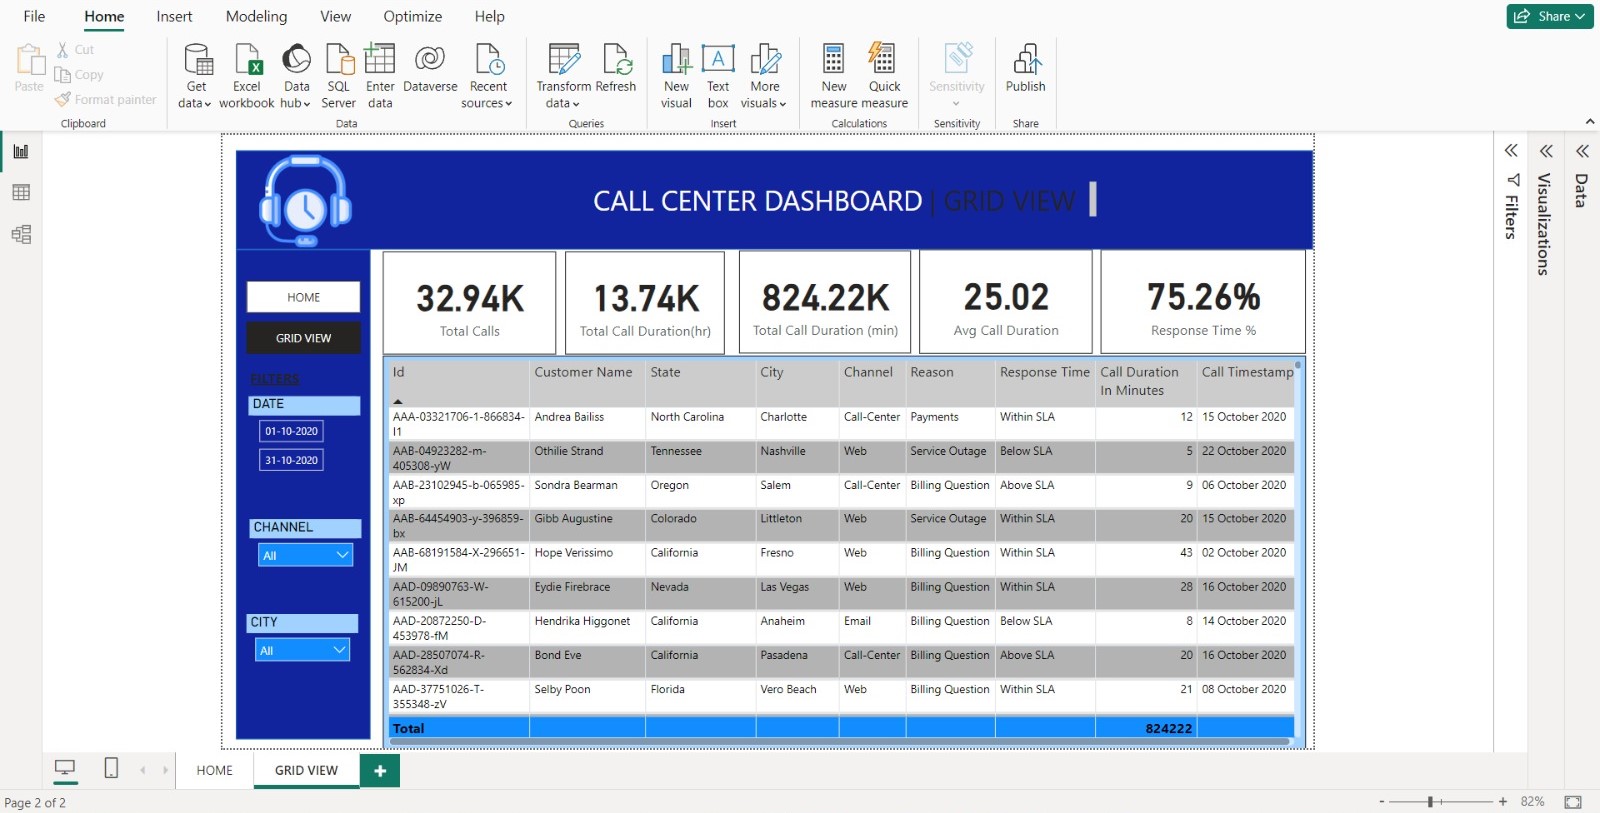 File Home Insert Modeling View Optimize Help Share
Paste Cut Copy Format painter
Get data Excel workbook Data hub SQL Server Enter data Dataverse Recent sources
Transform data Refresh
New visual Text box More visuals
New measure Quick measure
Sensitivity
Publish
Clipboard Data Queries Insert Calculations Sensitivity Share
CALL CENTER DASHBOARD | GRID VIEW
Filters
Visualizations
Data
32.94K 13.74K 824.22K 25.02 75.26%
Total Calls Total Call Duration(hr) Total Call Duration (min) Avg Call Duration Response Time %
HOME
GRID VIEW
FILTERS
DATE
01-10-2020
31-10-2020
CHANNEL
All
CITY
All
Id Customer Name State City Channel Reason Response Time Call Duration In Minutes Call Timestamp
AAA-03321706-1-866834-I1 Andrea Bailiss North Carolina Charlotte Call-Center Payments Within SLA 12 15 October 2020
AAB-04923282-m-405308-yW Othilie Strand Tennessee Nashville Web Service Outage Below SLA 5 22 October 2020
AAB-23102945-b-065985-xp Sondra Bearman Oregon Salem Call-Center Billing Question Above SLA 9 06 October 2020
AAB-64454903-y-396859-bx Gibb Augustine Colorado Littleton Web Service Outage Within SLA 20 15 October 2020
AAB-68191584-X-296651-JM Hope Verissimo California Fresno Web Billing Question Within SLA 43 02 October 2020
AAD-09890763-W-615200-jL Eydie Firebrace Nevada Las Vegas Web Billing Question Within SLA 28 16 October 2020
AAD-20872250-D-453978-fM Hendrika Higgonet California Anaheim Email Billing Question Below SLA 8 14 October 2020
AAD-28507074-R-562834-Xd Bond Eve California Pasadena Call-Center Billing Question Above SLA 20 16 October 2020
AAD-37751026-T-355348-zV Selby Poon Florida Vero Beach Web Billing Question Within SLA 21 08 October 2020
Total 824222
HOME GRID VIEW +
Page 2 of 2 - + 82%